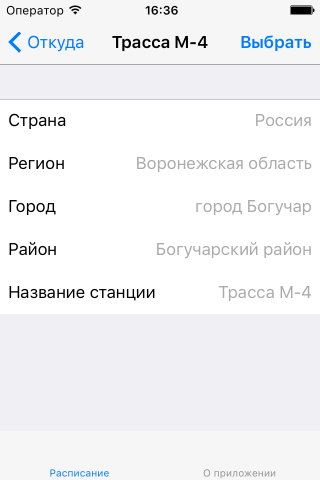 Оператор 16:36
Откуда Трасса М-4 Выбрать
Страна Россия
Регион Воронежская область
Город город Богучар
Район Богучарский район
Название станции Трасса М-4
Расписание О приложении